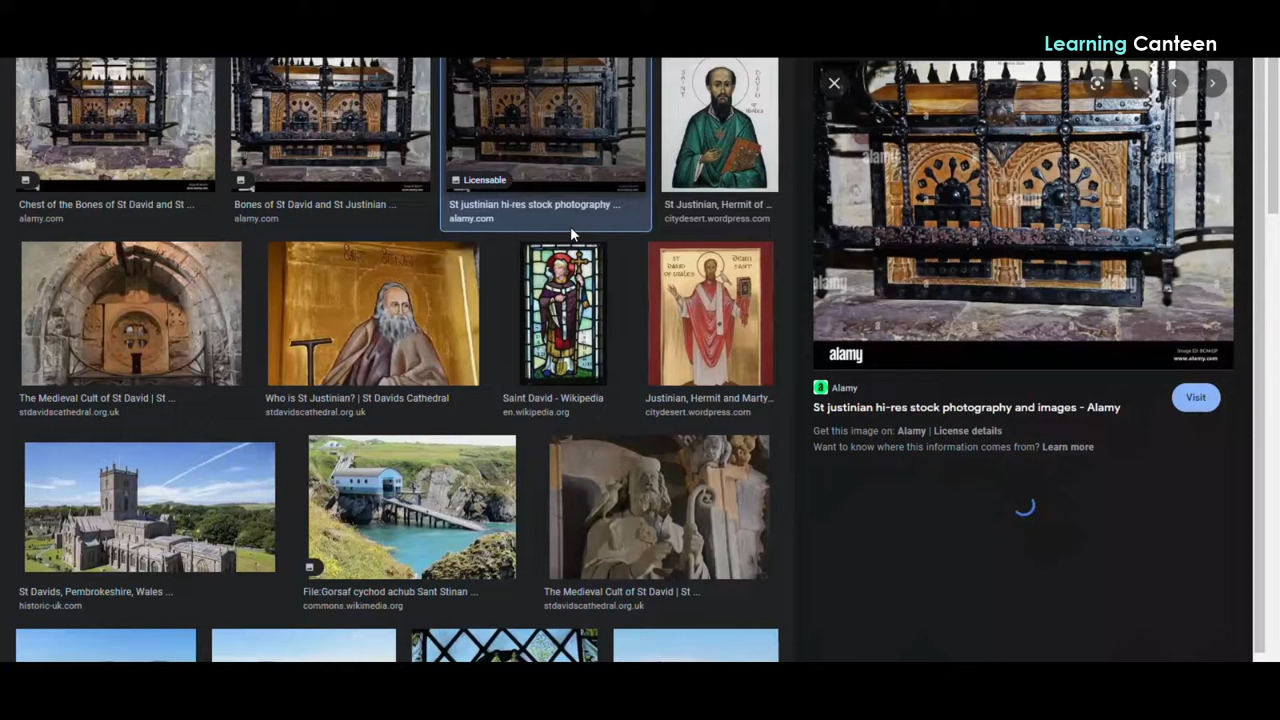 Learning Canteen
Licensable
Chest of the Bones of St David and St ...
alamy.com
Bones of St David and St Justinian ...
alamy.com
St justinian hi-res stock photography ...
alamy.com
St Justinian, Hermit of ...
citydesert.wordpress.com
The Medieval Cult of St David | St ...
stdavidscathedral.org.uk
Who is St Justinian? | St Davids Cathedral
stdavidscathedral.org.uk
Saint David - Wikipedia
en.wikipedia.org
Justinian, Hermit and Marty...
citydesert.wordpress.com
St Davids, Pembrokeshire, Wales ...
historic-uk.com
File:Gorsaf cychod achub Sant Stinan ...
commons.wikimedia.org
The Medieval Cult of St David | St ...
stdavidscathedral.org.uk
alamy
www.alamy.com
a Alamy
Visit
St justinian hi-res stock photography and images - Alamy
Get this image on: Alamy | License details
Want to know where this information comes from? Learn more